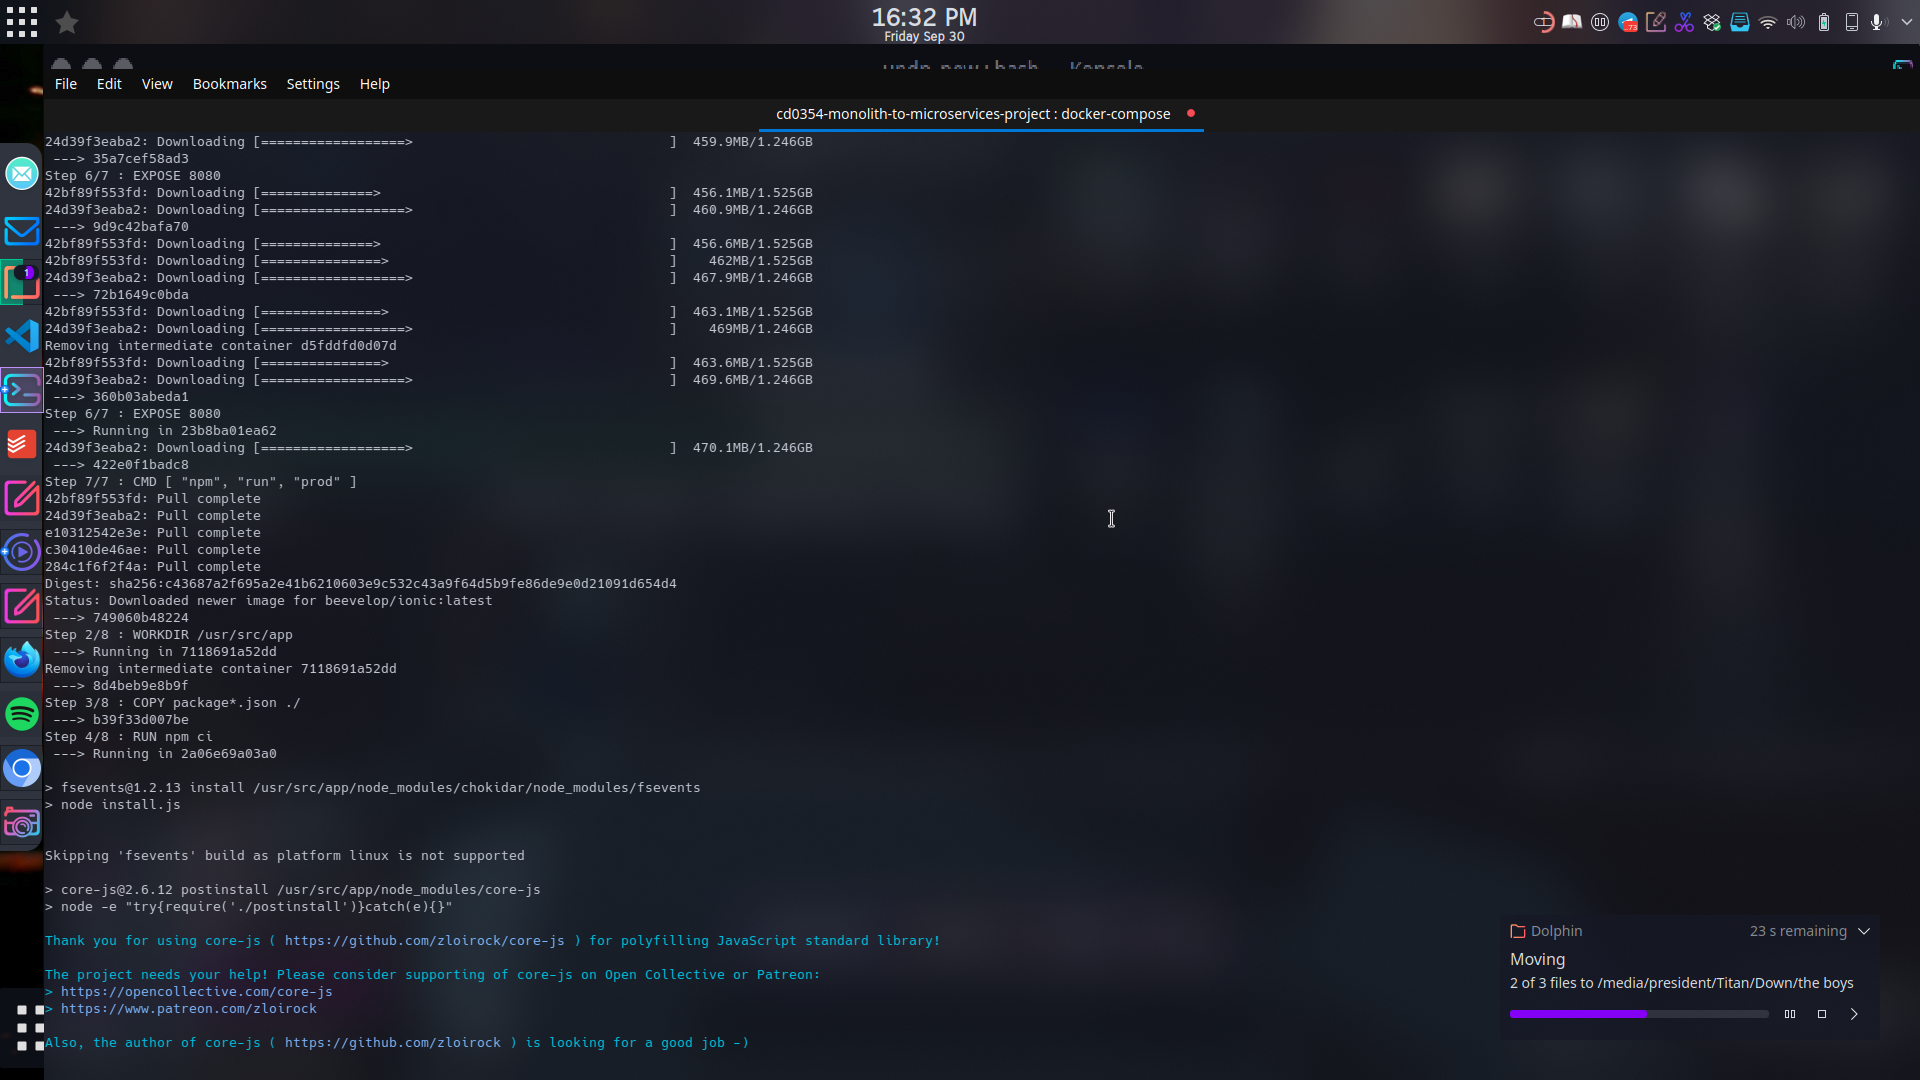 16:32 PM
Friday Sep 30
File Edit View Bookmarks Settings Help
cd0354-monolith-to-microservices-project : docker-compose
24d39f3eaba2: Downloading [==================>                                ]  459.9MB/1.246GB
 ---> 35a7cef58ad3
Step 6/7 : EXPOSE 8080
42bf89f553fd: Downloading [==============>                                    ]  456.1MB/1.525GB
24d39f3eaba2: Downloading [==================>                                ]  460.9MB/1.246GB
 ---> 9d9c42bafa70
42bf89f553fd: Downloading [==============>                                    ]  456.6MB/1.525GB
42bf89f553fd: Downloading [===============>                                   ]    462MB/1.525GB
24d39f3eaba2: Downloading [==================>                                ]  467.9MB/1.246GB
 ---> 72b1649c0bda
42bf89f553fd: Downloading [===============>                                   ]  463.1MB/1.525GB
24d39f3eaba2: Downloading [==================>                                ]    469MB/1.246GB
Removing intermediate container d5fddfd0d07d
42bf89f553fd: Downloading [===============>                                   ]  463.6MB/1.525GB
24d39f3eaba2: Downloading [==================>                                ]  469.6MB/1.246GB
 ---> 360b03abeda1
Step 6/7 : EXPOSE 8080
 ---> Running in 23b8ba01ea62
24d39f3eaba2: Downloading [==================>                                ]  470.1MB/1.246GB
 ---> 422e0f1badc8
Step 7/7 : CMD [ "npm", "run", "prod" ]
42bf89f553fd: Pull complete
24d39f3eaba2: Pull complete
e10312542e3e: Pull complete
c30410de46ae: Pull complete
284c1f6f2f4a: Pull complete
Digest: sha256:c43687a2f695a2e41b6210603e9c532c43a9f64d5b9fe86de9e0d21091d654d4
Status: Downloaded newer image for beevelop/ionic:latest
 ---> 749060b48224
Step 2/8 : WORKDIR /usr/src/app
 ---> Running in 7118691a52dd
Removing intermediate container 7118691a52dd
 ---> 8d4beb9e8b9f
Step 3/8 : COPY package*.json ./
 ---> b39f33d007be
Step 4/8 : RUN npm ci
 ---> Running in 2a06e69a03a0
> fsevents@1.2.13 install /usr/src/app/node_modules/chokidar/node_modules/fsevents
> node install.js
Skipping 'fsevents' build as platform linux is not supported
> core-js@2.6.12 postinstall /usr/src/app/node_modules/core-js
> node -e "try{require('./postinstall')}catch(e){}"
Thank you for using core-js ( https://github.com/zloirock/core-js ) for polyfilling JavaScript standard library!
The project needs your help! Please consider supporting of core-js on Open Collective or Patreon:
> https://opencollective.com/core-js
> https://www.patreon.com/zloirock
Also, the author of core-js ( https://github.com/zloirock ) is looking for a good job -)
Dolphin 23 s remaining
Moving
2 of 3 files to /media/president/Titan/Down/the boys